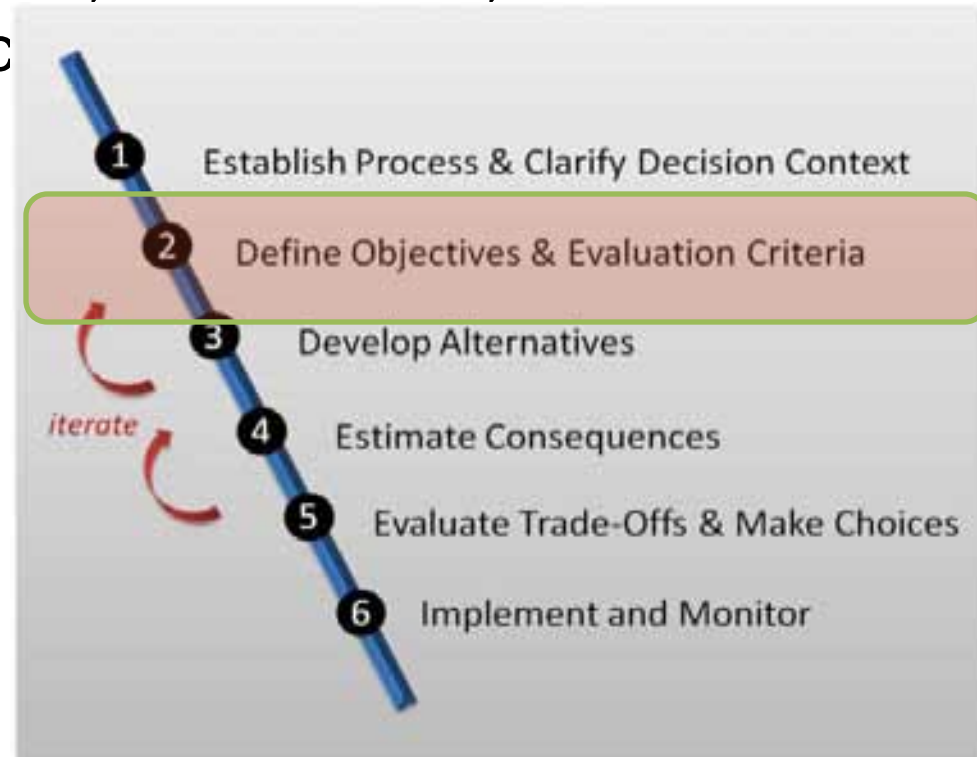 1 Establish Process & Clarify Decision Context
2 Define Objectives & Evaluation Criteria
3 Develop Alternatives
iterate
4 Estimate Consequences
5 Evaluate Trade-Offs & Make Choices
6 Implement and Monitor